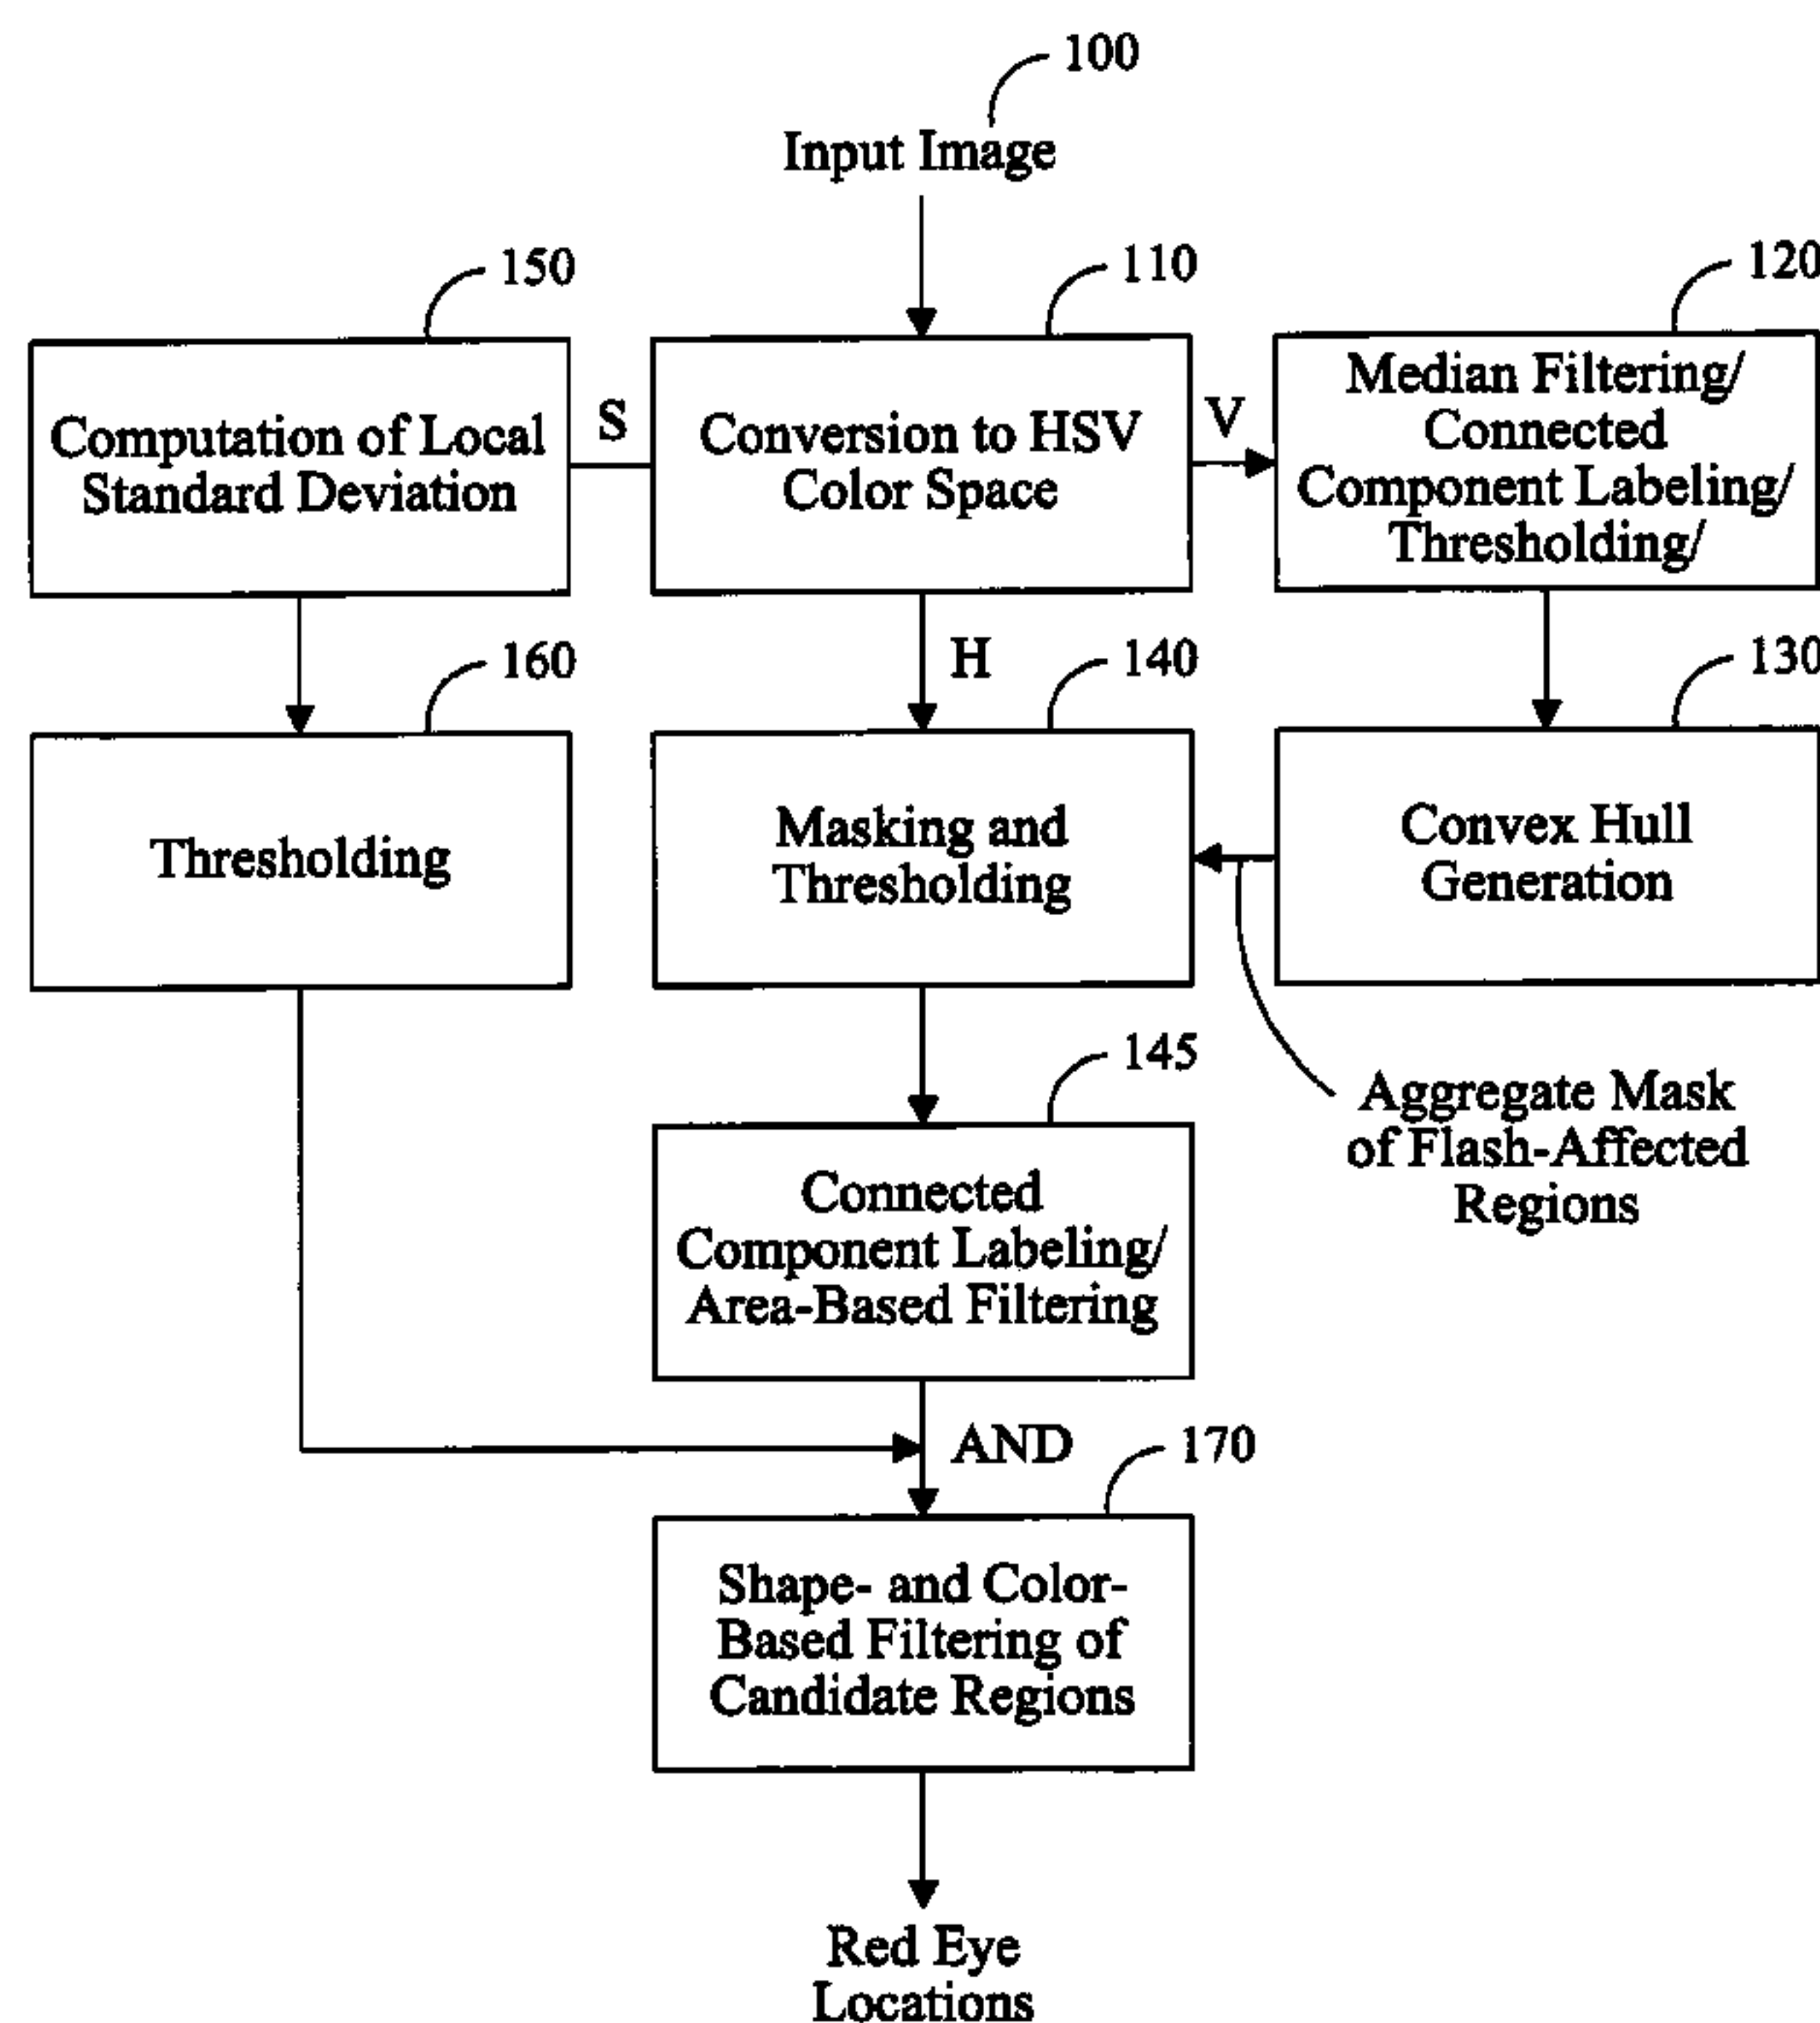 100
Input Image
150
110
120
Computation of Local
Standard Deviation
S
Conversion to HSV
Color Space
V
Median Filtering/
Connected
Component Labeling/
Thresholding/
160
H
140
130
Thresholding
Masking and
Thresholding
Convex Hull
Generation
145
Aggregate Mask
of Flash-Affected
Regions
Connected
Component Labeling/
Area-Based Filtering
AND
170
Shape- and Color-
Based Filtering of
Candidate Regions
Red Eye
Locations